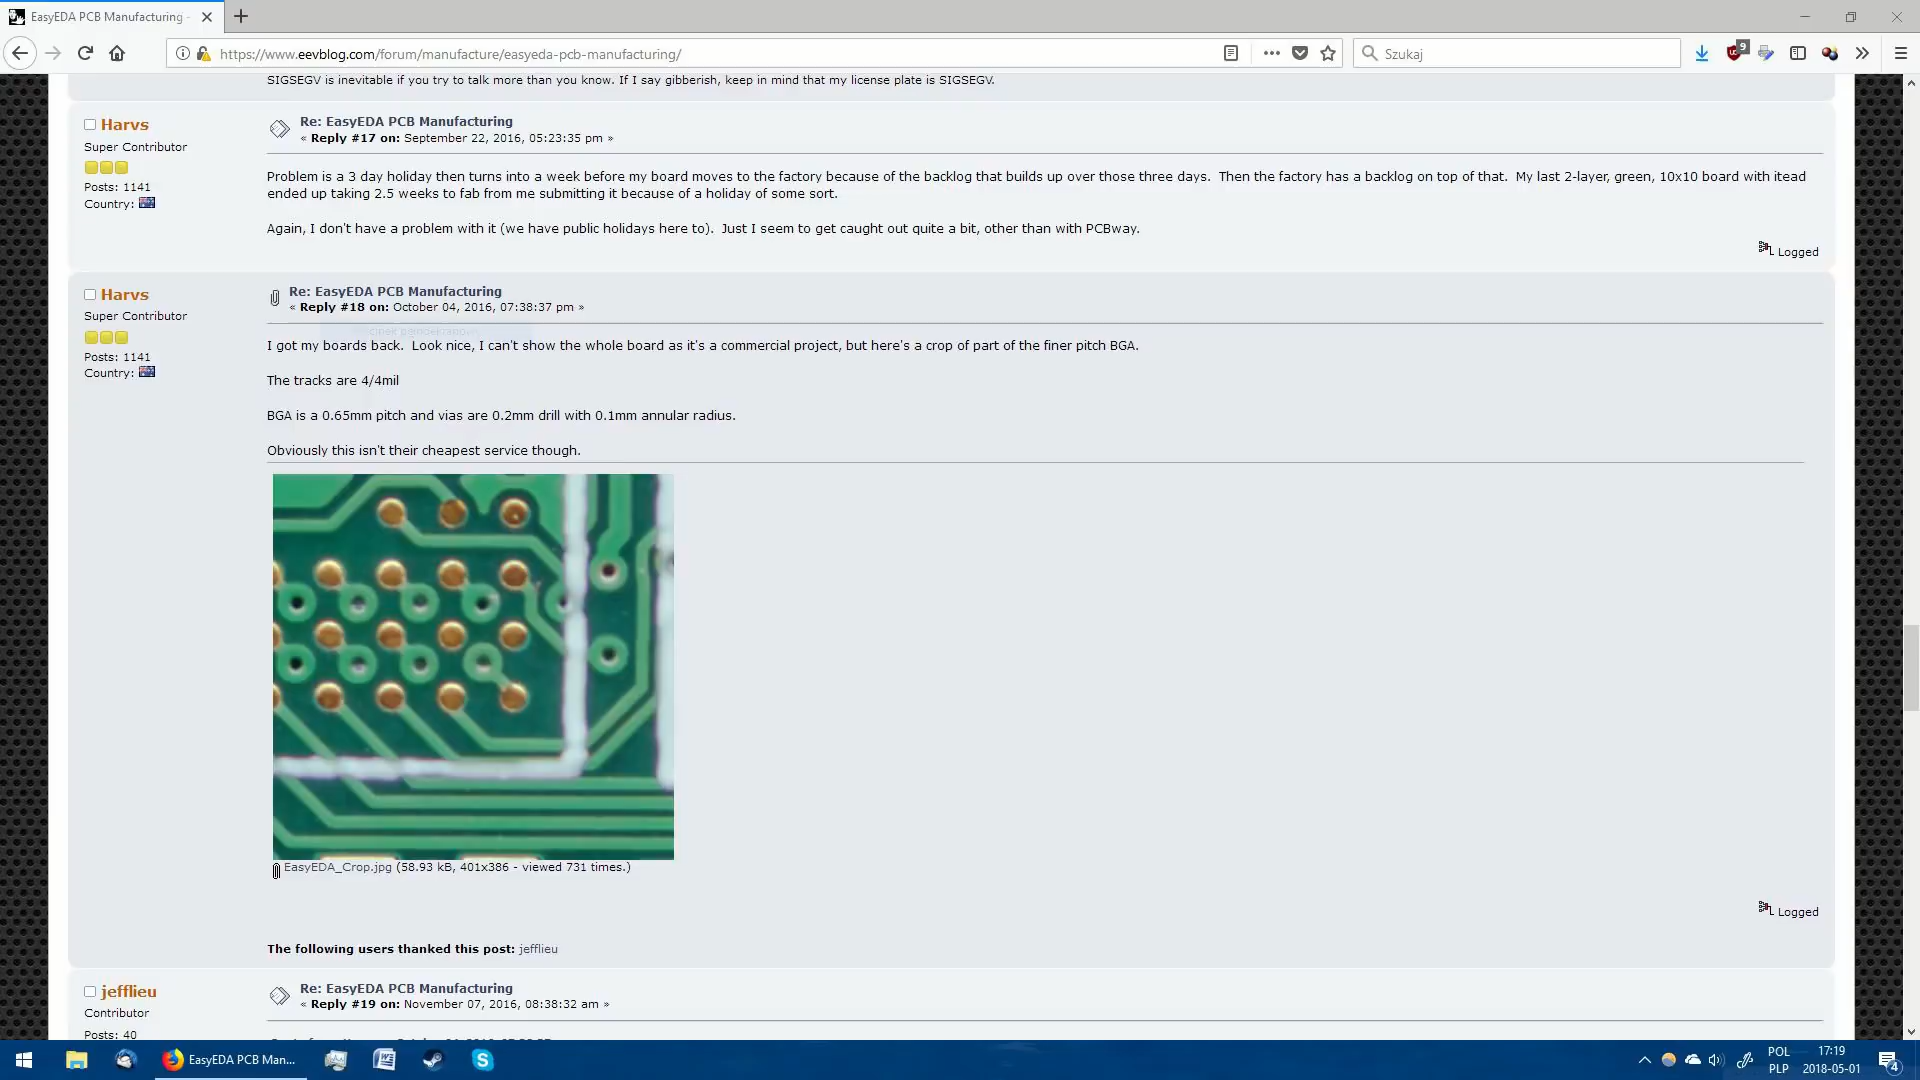 EasyEDA PCB Manufacturing -
https://www.eevblog.com/forum/manufacture/easyeda-pcb-manufacturing/
Szukaj
9
SIGSEGV is inevitable if you try to talk more than you know. If I say gibberish, keep in mind that my license plate is SIGSEGV.
Harvs
Super Contributor
Posts: 1141
Country:
Re: EasyEDA PCB Manufacturing
« Reply #17 on: September 22, 2016, 05:23:35 pm »
Problem is a 3 day holiday then turns into a week before my board moves to the factory because of the backlog that builds up over those three days.  Then the factory has a backlog on top of that.  My last 2-layer, green, 10x10 board with itead
ended up taking 2.5 weeks to fab from me submitting it because of a holiday of some sort.
Again, I don't have a problem with it (we have public holidays here to).  Just I seem to get caught out quite a bit, other than with PCBway.
Logged
Harvs
Super Contributor
Posts: 1141
Country:
Re: EasyEDA PCB Manufacturing
« Reply #18 on: October 04, 2016, 07:38:37 pm »
I got my boards back.  Look nice, I can't show the whole board as it's a commercial project, but here's a crop of part of the finer pitch BGA.
The tracks are 4/4mil
BGA is a 0.65mm pitch and vias are 0.2mm drill with 0.1mm annular radius.
Obviously this isn't their cheapest service though.
EasyEDA_Crop.jpg (58.93 kB, 401x386 - viewed 731 times.)
Logged
The following users thanked this post: jefflieu
jefflieu
Contributor
Posts: 40
Re: EasyEDA PCB Manufacturing
« Reply #19 on: November 07, 2016, 08:38:32 am »
EasyEDA PCB Man...
POL
PLP
17:19
2018-05-01
4